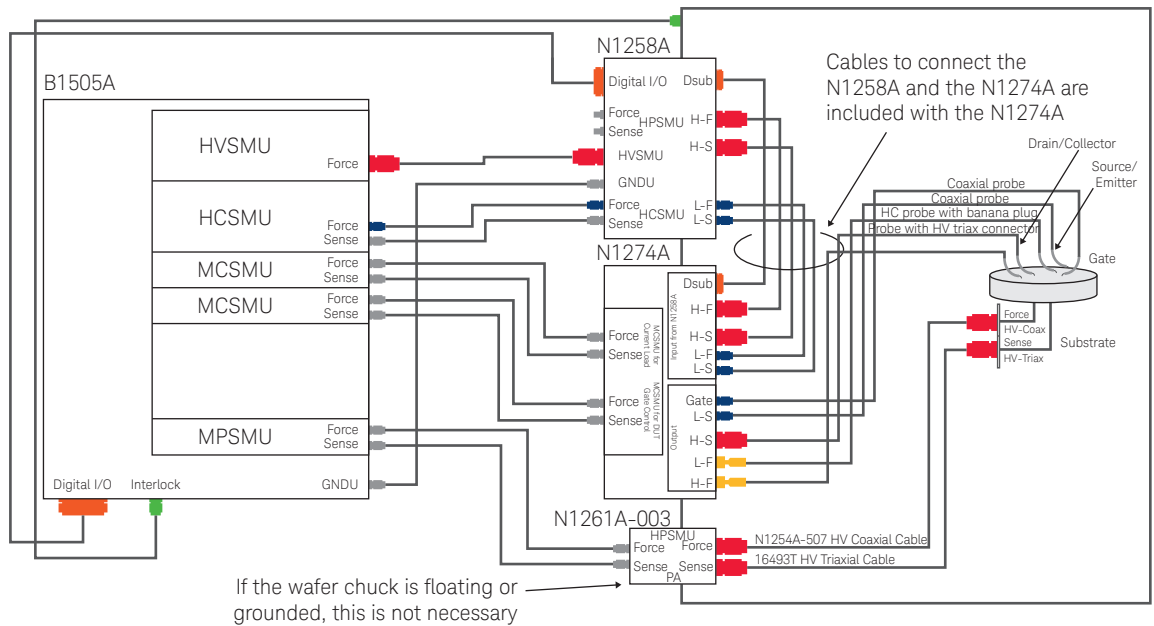 B1505A
HVSMU
Force
HCSMU
Force
Sense
MCSMU
Force
Sense
MCSMU
Force
Sense
MPSMU
Force
Sense
Digital I/O
Interlock
GNDU
N1258A
Digital I/O
Dsub
Force
Sense
HPSMU
H-F
H-S
HVSMU
GNDU
Force
Sense
HCSMU
L-F
L-S
N1274A
Dsub
Input from N1258A
H-F
H-S
L-F
L-S
Force
Sense
MCSMU for
Current Load
Force
Sense
MCSMU for DUT
Gate Control
Output
Gate
L-S
H-S
L-F
H-F
N1261A-003
HPSMU
Force
Force
Sense
Sense
PA
Cables to connect the
N1258A and the N1274A are
included with the N1274A
Drain/Collector
Source/
Emitter
Coaxial probe
Coaxial probe
HC probe with banana plug
Probe with HV triax connector
Gate
Force
HV-Coax
Sense
HV-Triax
Substrate
N1254A-507 HV Coaxial Cable
16493T HV Triaxial Cable
If the wafer chuck is floating or
grounded, this is not necessary